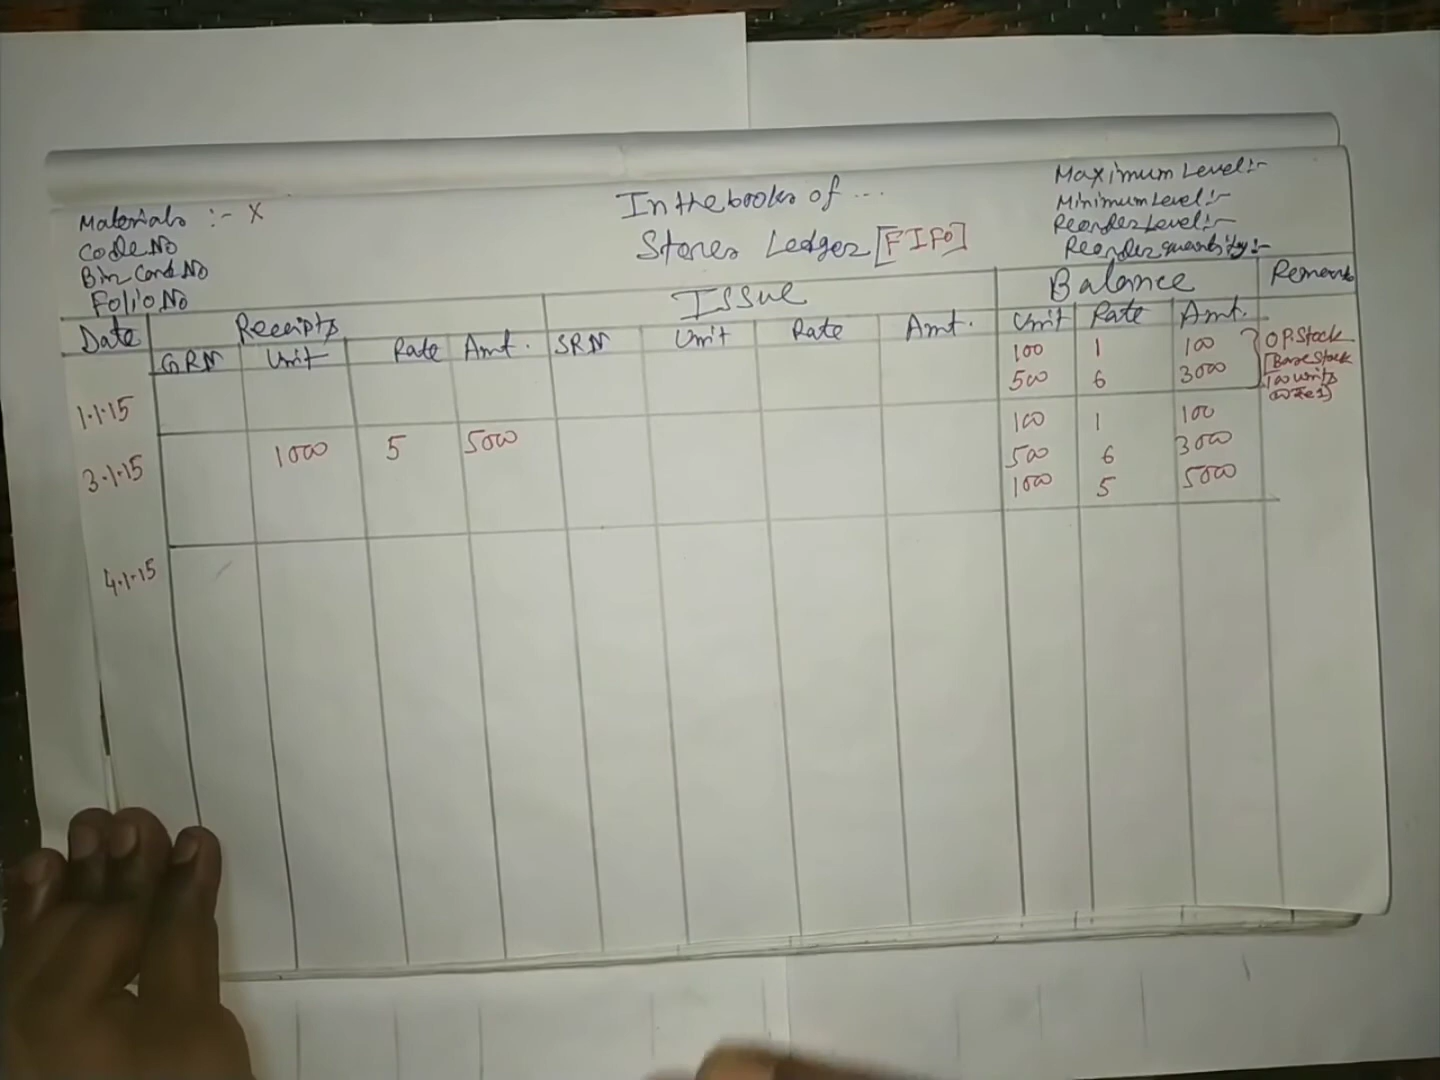 Materials :- X
Code No
Bin Card No
Folio No
In the books of ...
Stores Ledger [FIFO]
Maximum Level:-
Minimum Level:-
Reorder Level:-
Reorder quantity:-
Date Receipts Issue Balance Remark
GRN Unit Rate Amt. SRN Unit Rate Amt. Unit Rate Amt.
1.1.15 100 1 100 OP. Stock
500 6 3000 [Base Stock
100 units
@ Re 1]
3.1.15 1000 5 5000 100 1 100
500 6 3000
1000 5 5000
4.1.15